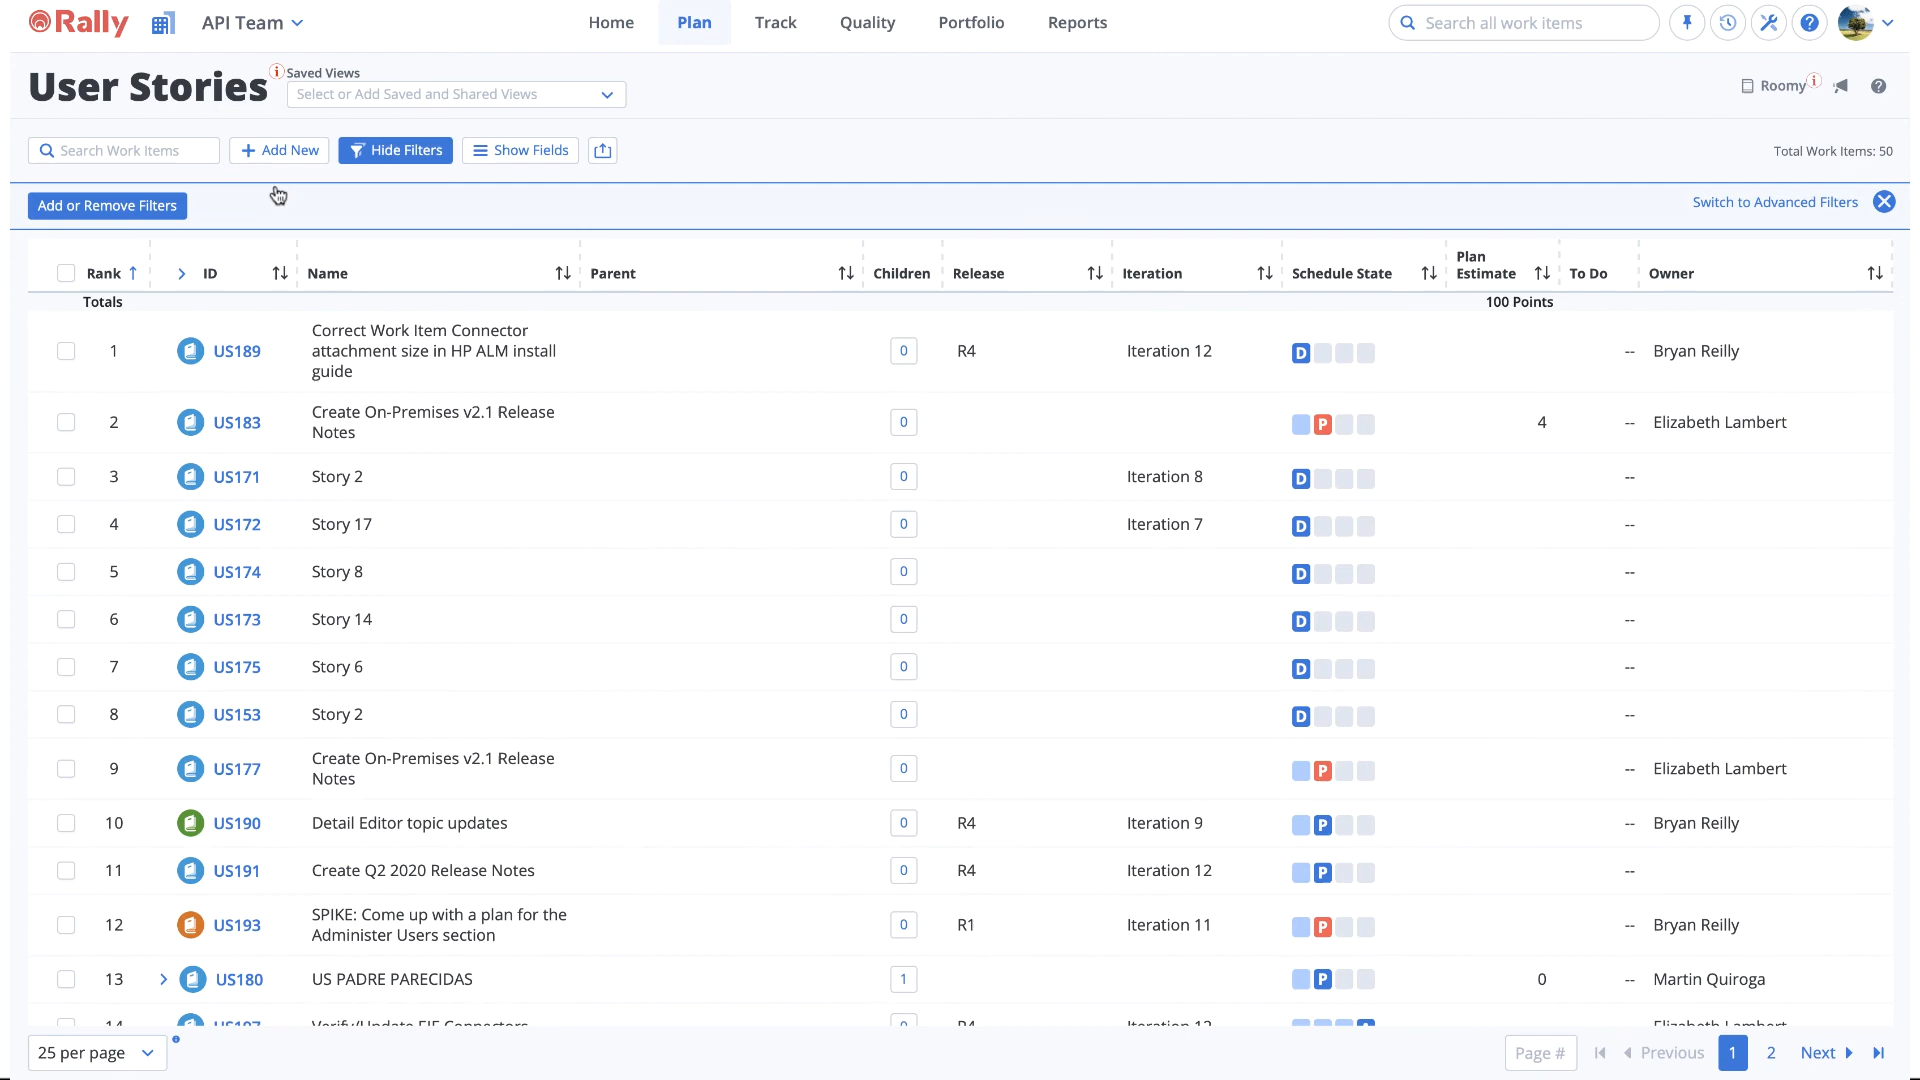 Rally API Team Home Plan Track Quality Portfolio Reports Search all work items
User Stories Saved Views
Select or Add Saved and Shared Views
Roomy
Search Work Items Add New Hide Filters Show Fields Total Work Items: 50
Add or Remove Filters Switch to Advanced Filters
Rank ID Name Parent Children Release Iteration Schedule State Plan Estimate To Do Owner
Totals 100 Points
1 US189 Correct Work Item Connector attachment size in HP ALM install guide 0 R4 Iteration 12 D -- Bryan Reilly
2 US183 Create On-Premises v2.1 Release Notes 0 P 4 -- Elizabeth Lambert
3 US171 Story 2 0 Iteration 8 D --
4 US172 Story 17 0 Iteration 7 D --
5 US174 Story 8 0 D --
6 US173 Story 14 0 D --
7 US175 Story 6 0 D --
8 US153 Story 2 0 D --
9 US177 Create On-Premises v2.1 Release Notes 0 P -- Elizabeth Lambert
10 US190 Detail Editor topic updates 0 R4 Iteration 9 P -- Bryan Reilly
11 US191 Create Q2 2020 Release Notes 0 R4 Iteration 12 P --
12 US193 SPIKE: Come up with a plan for the Administer Users section 0 R1 Iteration 11 P -- Bryan Reilly
13 US180 US PADRE PARECIDAS 1 P 0 -- Martin Quiroga
14 Connectors 0 R4 Elizabeth Lambert
25 per page Page # Previous 1 2 Next